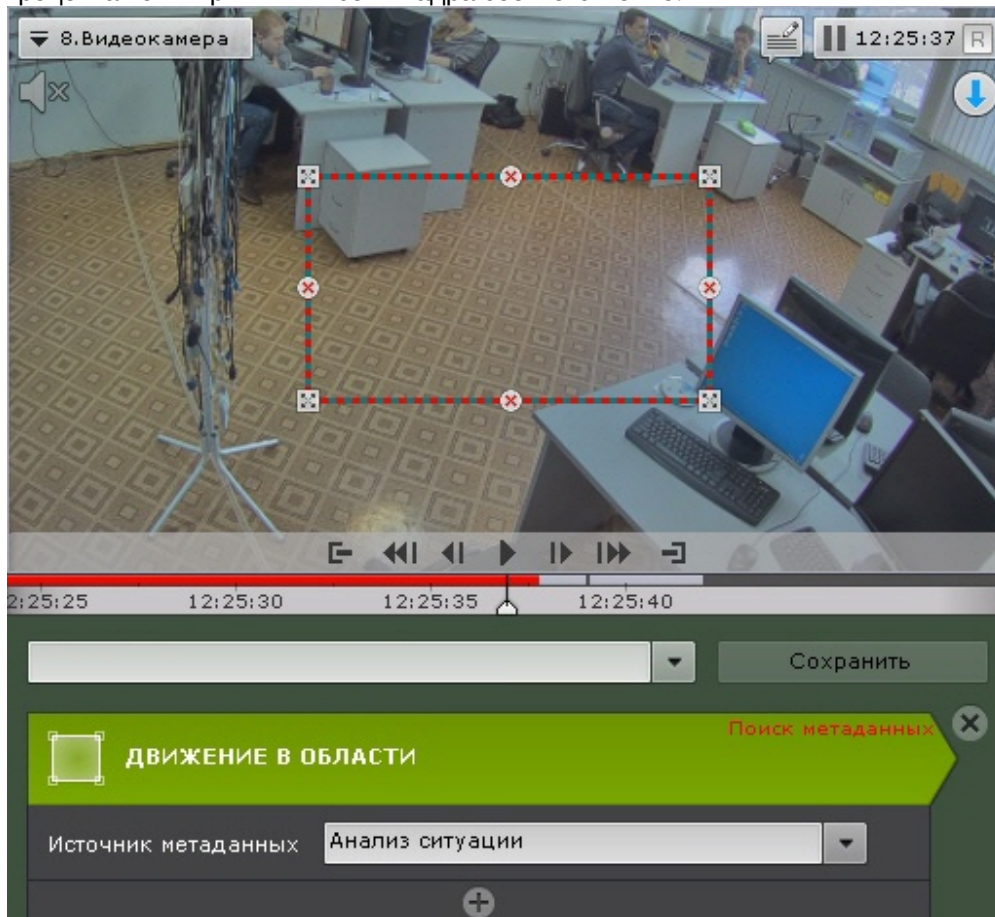 8.Видеокамера
12:25:37 R
2:25:25 12:25:30 12:25:35 12:25:40
Сохранить
Поиск метаданных
ДВИЖЕНИЕ В ОБЛАСТИ
Источник метаданных Анализ ситуации